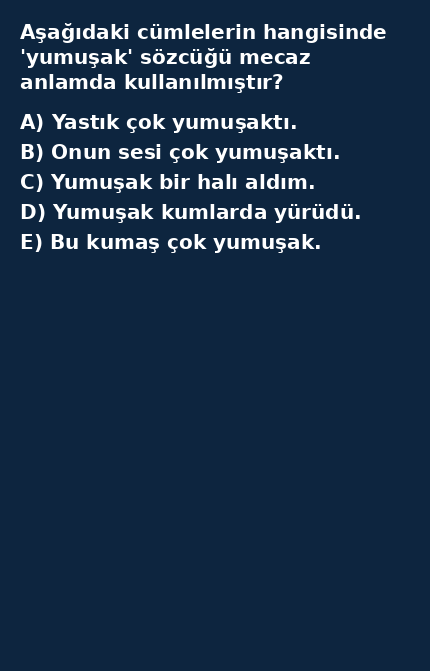 Aşağıdaki cümlelerin hangisinde
'yumuşak' sözcüğü mecaz
anlamda kullanılmıştır?
A) Yastık çok yumuşaktı.
B) Onun sesi çok yumuşaktı.
C) Yumuşak bir halı aldım.
D) Yumuşak kumlarda yürüdü.
E) Bu kumaş çok yumuşak.